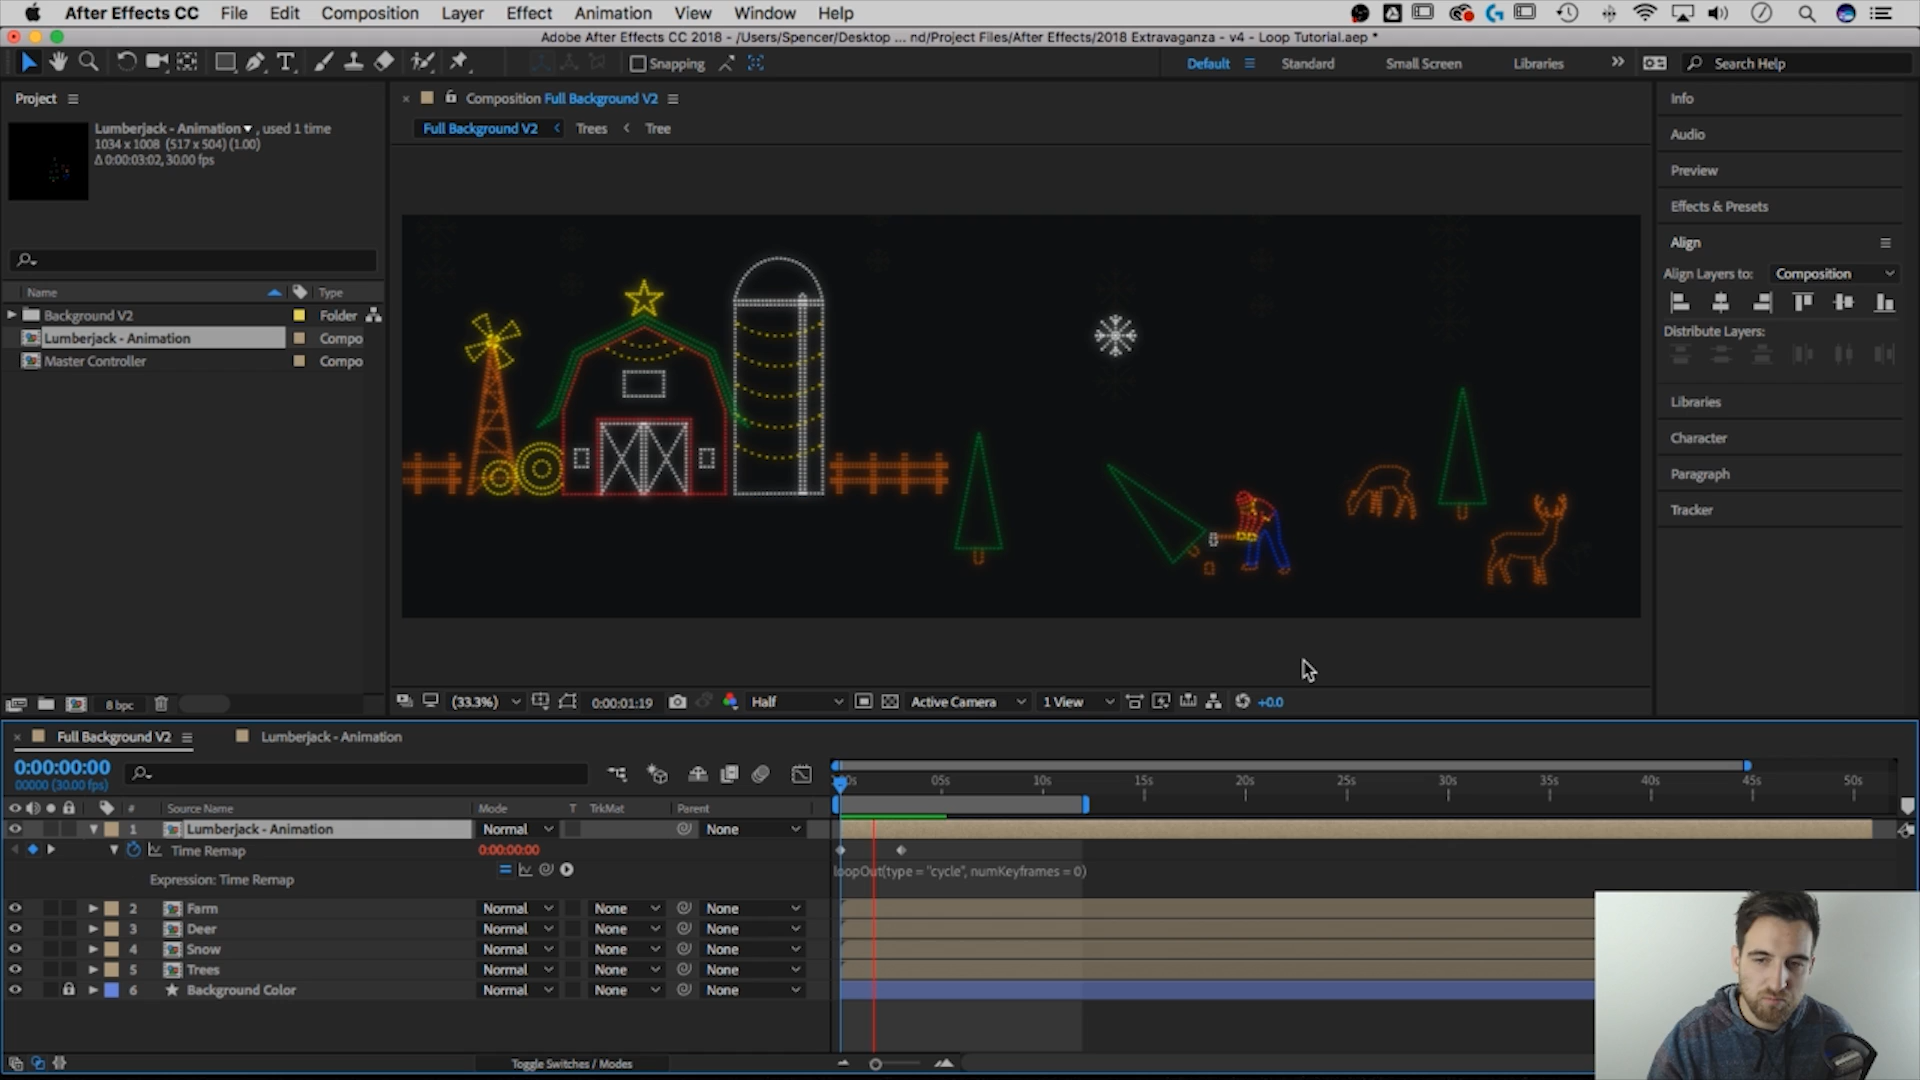 After Effects CC File Edit Composition Layer Effect Animation View Window Help
Adobe After Effects CC 2018 - /Users/Spencer/Desktop ... nd/Project Files/After Effects/2018 Extravaganza - v4 - Loop Tutorial.aep *
Snapping Default Standard Small Screen Libraries Search Help
Project
Lumberjack - Animation , used 1 time
1034 x 1008 (517 x 504) (1.00)
Δ 0:00:03:02, 30.00 fps
Name Type
Background V2 Folder
Lumberjack - Animation Compo
Master Controller Compo
8 bpc
Composition Full Background V2
Full Background V2 Trees Tree
(33.3%) 0:00:01:19 Half Active Camera 1 View +0.0
Info
Audio
Preview
Effects & Presets
Align
Align Layers to: Composition
Distribute Layers:
Libraries
Character
Paragraph
Tracker
Full Background V2 Lumberjack - Animation
0:00:00:00
00000 (30.00 fps)
05s 10s 15s 20s 25s 30s 35s 40s 45s 50s
# Source Name Mode T TrkMat Parent
1 Lumberjack - Animation Normal None
Time Remap 0:00:00:00
Expression: Time Remap loopOut(type = "cycle", numKeyframes = 0)
2 Farm Normal None None
3 Deer Normal None None
4 Snow Normal None None
5 Trees Normal None None
6 Background Color Normal None None
Toggle Switches / Modes